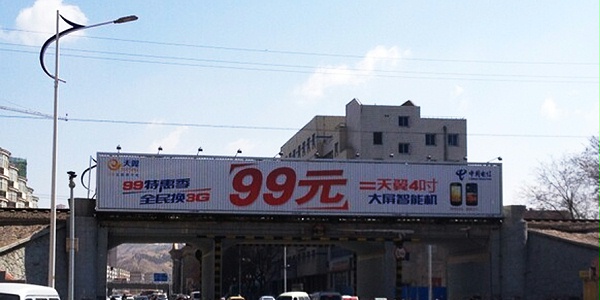 天翼
99特惠季
全民换3G
99元
=天翼4吋
大屏智能机
中国电信